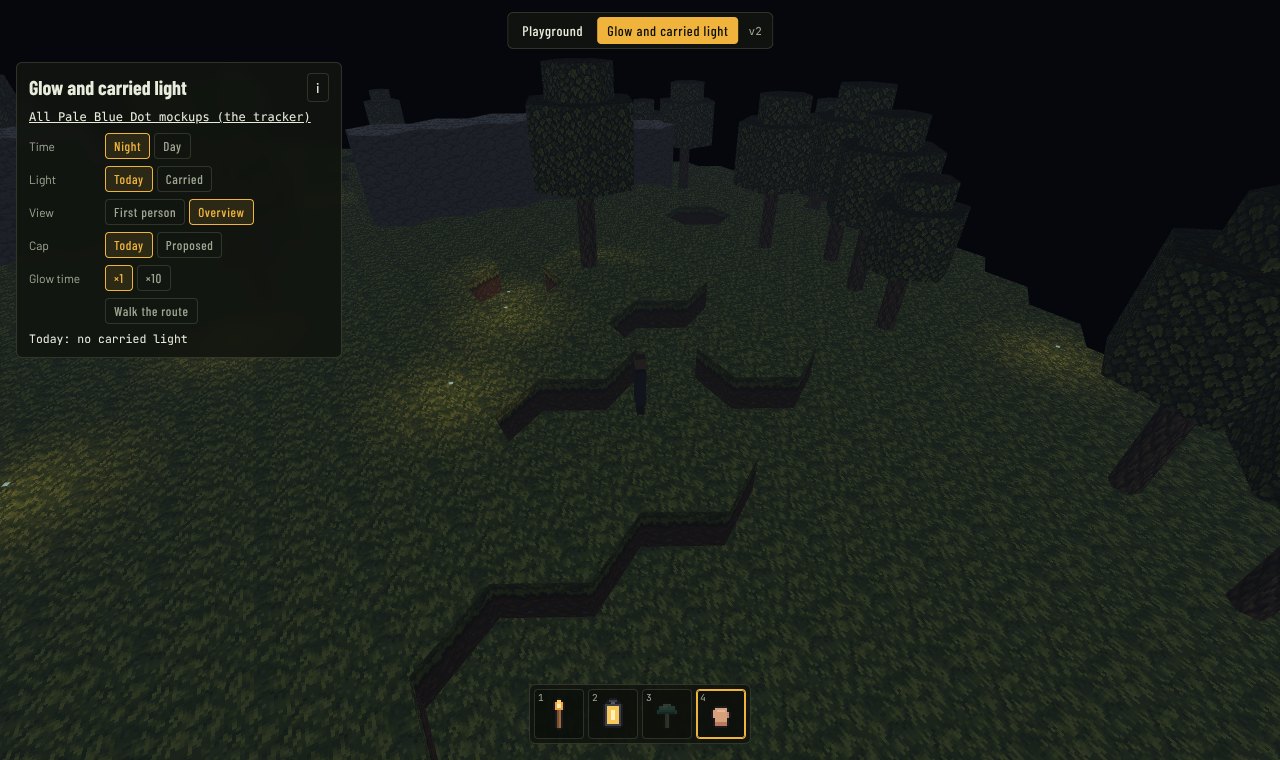 Playground Glow and carried light v2
Glow and carried light i
All Pale Blue Dot mockups (the tracker)
Time Night Day
Light Today Carried
View First person Overview
Cap Today Proposed
Glow time ×1 ×10
Walk the route
Today: no carried light
1 2 3 4